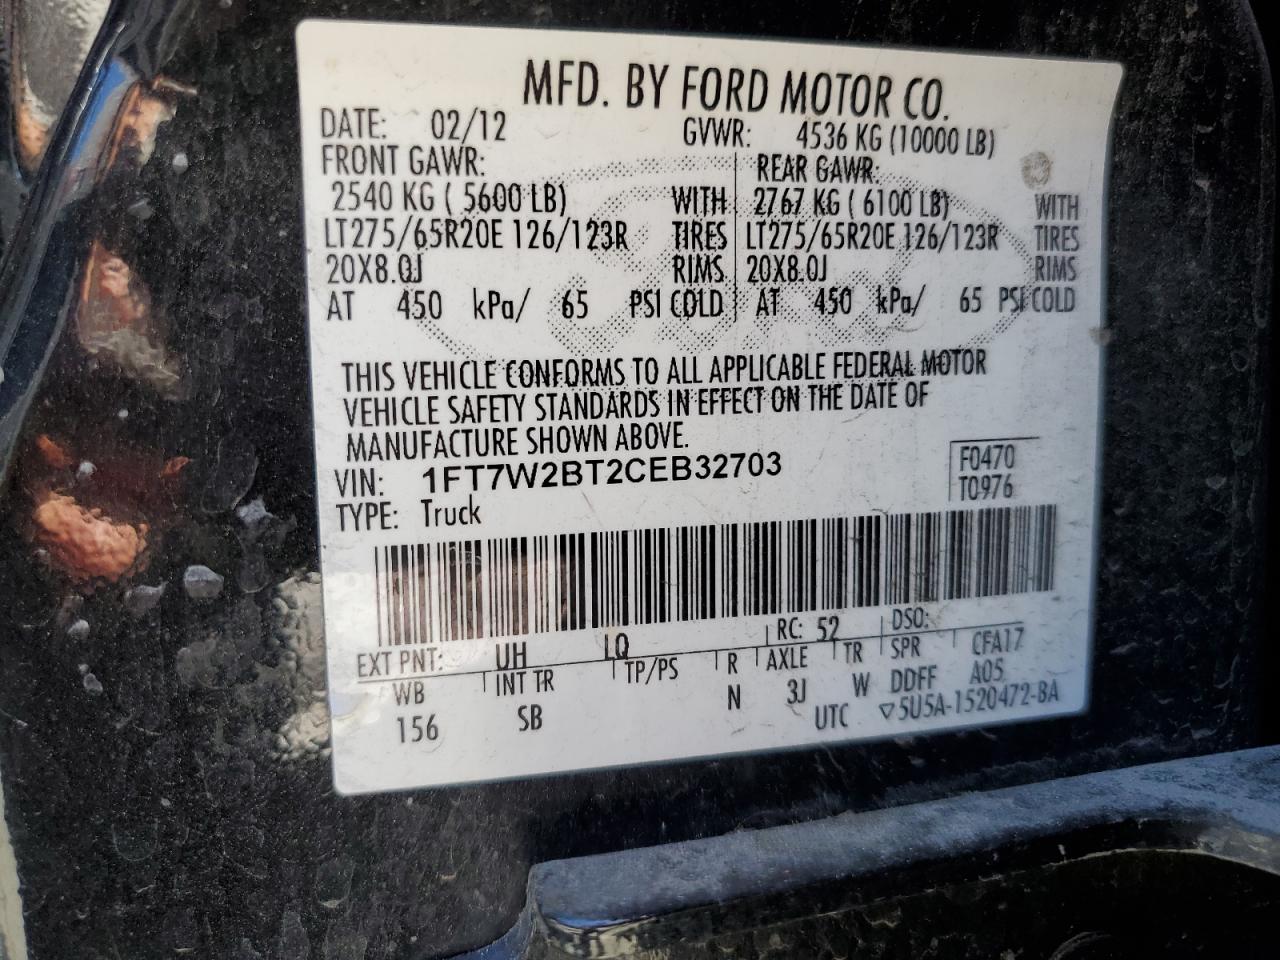 MFD. BY FORD MOTOR CO.
DATE: 02/12 GVWR: 4536 KG (10000 LB)
FRONT GAWR: REAR GAWR:
2540 KG ( 5600 LB) WITH 2767 KG ( 6100 LB) WITH
LT275/65R20E 126/123R TIRES LT275/65R20E 126/123R TIRES
20X8.0J RIMS 20X8.0J RIMS
AT 450 kPa/ 65 PSI COLD AT 450 kPa/ 65 PSI COLD
THIS VEHICLE CONFORMS TO ALL APPLICABLE FEDERAL MOTOR
VEHICLE SAFETY STANDARDS IN EFFECT ON THE DATE OF
MANUFACTURE SHOWN ABOVE.
VIN: 1FT7W2BT2CEB32703 F0470
TYPE: Truck T0976
EXT PNT: UH LQ RC: 52 DSO:
WB INT TR TP/PS R AXLE TR SPR CFA17
156 SB N 3J W DDFF A05
UTC ▽5U5A-1520472-BA